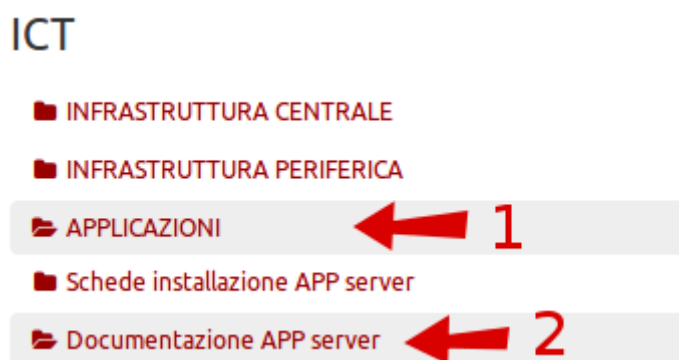 ICT
INFRASTRUTTURA CENTRALE
INFRASTRUTTURA PERIFERICA
APPLICAZIONI 1
Schede installazione APP server
Documentazione APP server 2